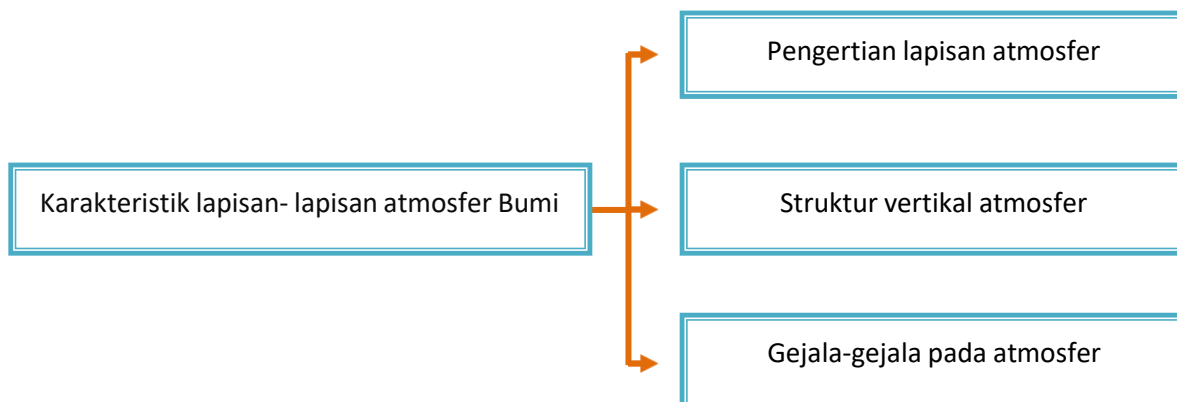 Pengertian lapisan atmosfer
Karakteristik lapisan- lapisan atmosfer Bumi
Struktur vertikal atmosfer
Gejala-gejala pada atmosfer